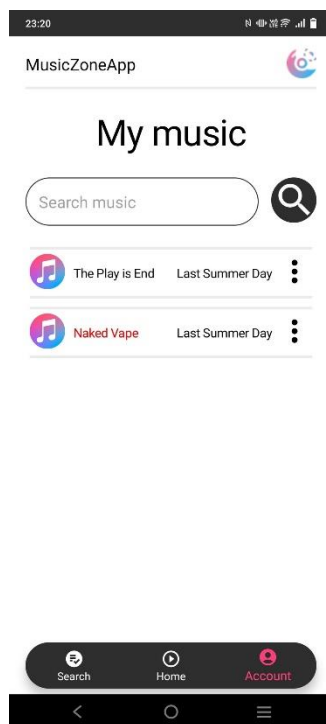 23:20
MusicZoneApp
My music
Search music
The Play is End Last Summer Day
Naked Vape Last Summer Day
Search Home Account